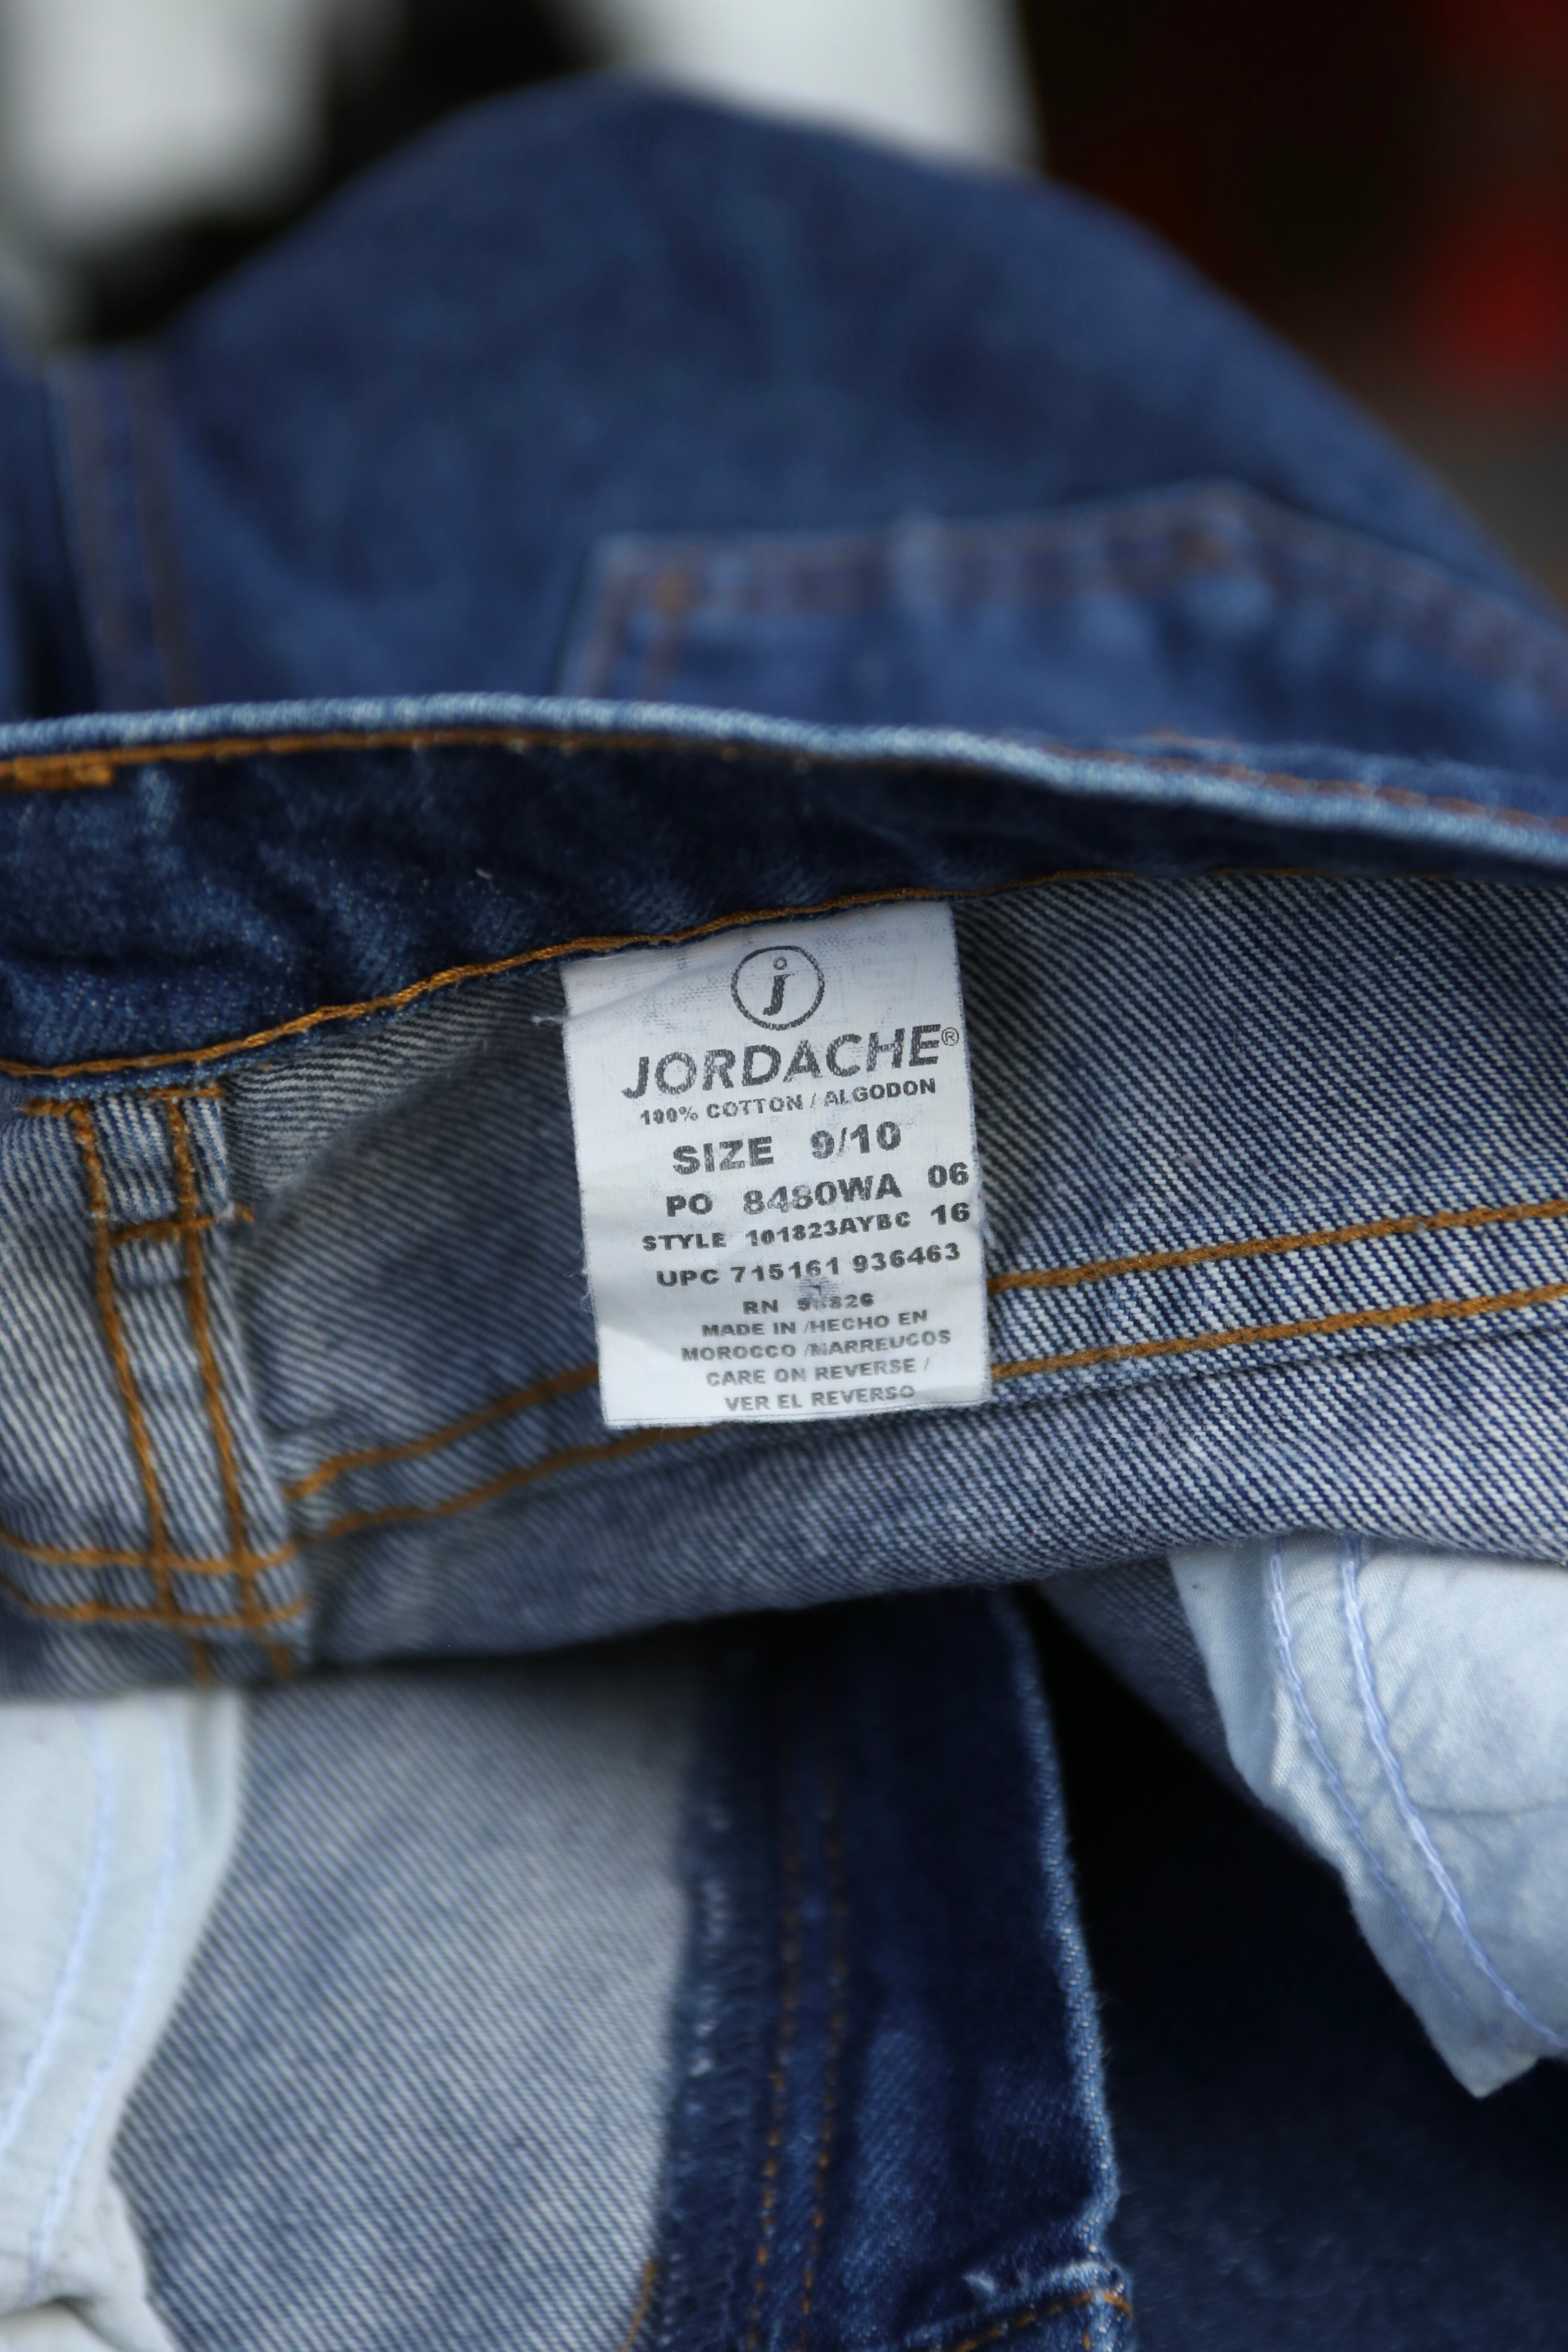 j
JORDACHE®
100% COTTON / ALGODON
SIZE 9/10
PO 8480WA 06
STYLE 101823AYBC 16
UPC 715161 936463
RN
MADE IN /HECHO EN
MOROCCO /MARREUCOS
CARE ON REVERSE /
VER EL REVERSO